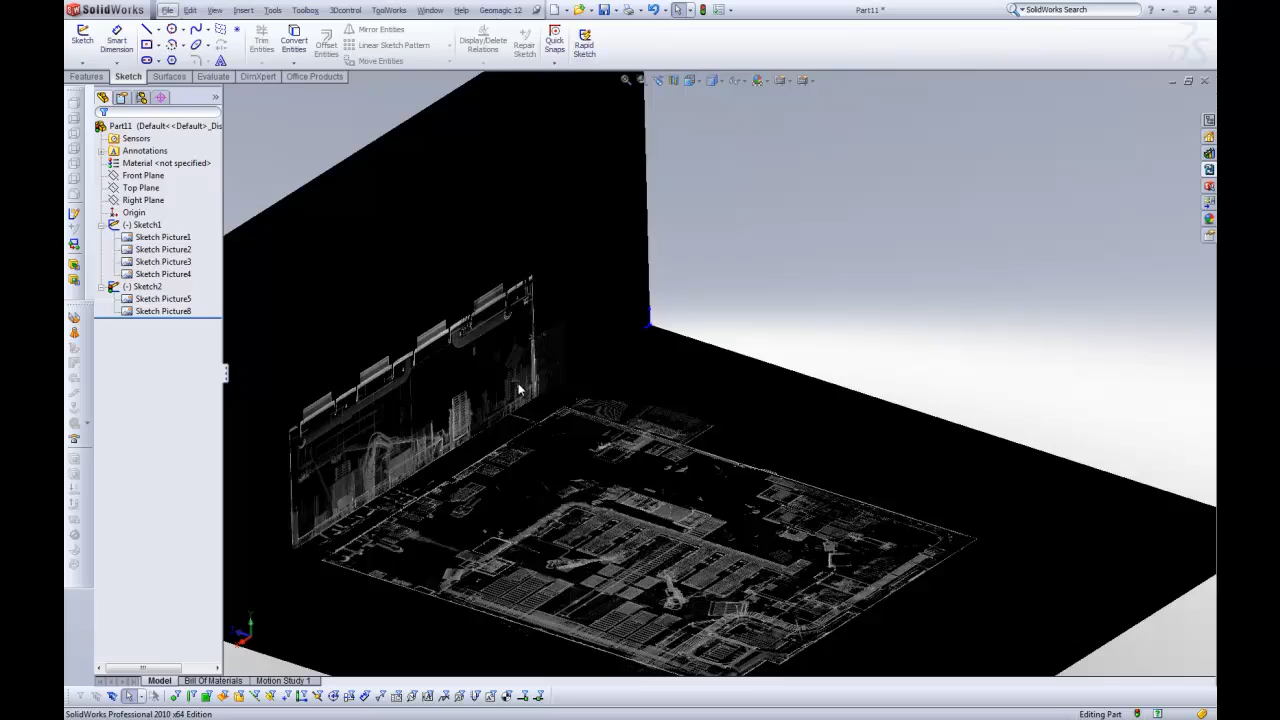 SolidWorks
File Edit View Insert Tools Toolbox 3Dcontrol ToolWorks Window Help Geomagic 12
Part11 *
SolidWorks Search
Sketch
Smart Dimension
Trim Entities
Convert Entities
Offset Entities
Mirror Entities
Linear Sketch Pattern
Move Entities
Display/Delete Relations
Repair Sketch
Quick Snaps
Rapid Sketch
Features Sketch Surfaces Evaluate DimXpert Office Products
Part11 (Default<<Default>_Dis
Sensors
Annotations
Material <not specified>
Front Plane
Top Plane
Right Plane
Origin
(-) Sketch1
Sketch Picture1
Sketch Picture2
Sketch Picture3
Sketch Picture4
(-) Sketch2
Sketch Picture5
Sketch Picture8
Model Bill Of Materials Motion Study 1
SolidWorks Professional 2010 x64 Edition
Editing Part